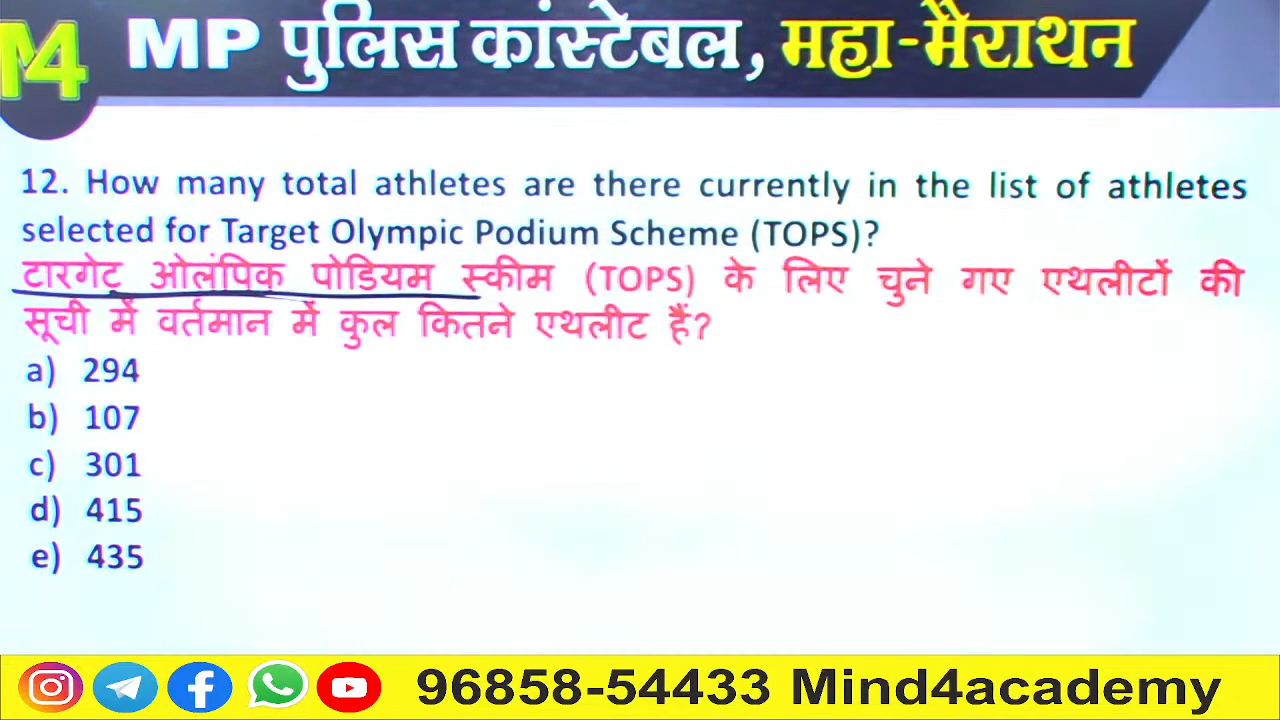 M4 MP पुलिस कांस्टेबल, महा-मैराथन
12. How many total athletes are there currently in the list of athletes
selected for Target Olympic Podium Scheme (TOPS)?
टारगेट ओलंपिक पोडियम स्कीम (TOPS) के लिए चुने गए एथलीटों की
सूची में वर्तमान में कुल कितने एथलीट हैं?
a) 294
b) 107
c) 301
d) 415
e) 435
96858-54433 Mind4academy